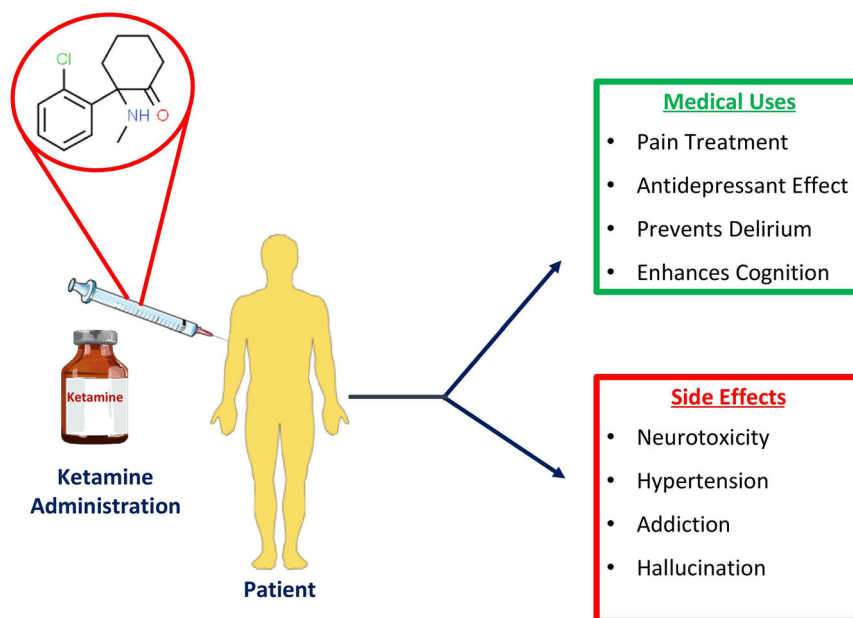 Cl
NH
O
Ketamine
Ketamine
Administration
Patient
Medical Uses
• Pain Treatment
• Antidepressant Effect
• Prevents Delirium
• Enhances Cognition
Side Effects
• Neurotoxicity
• Hypertension
• Addiction
• Hallucination